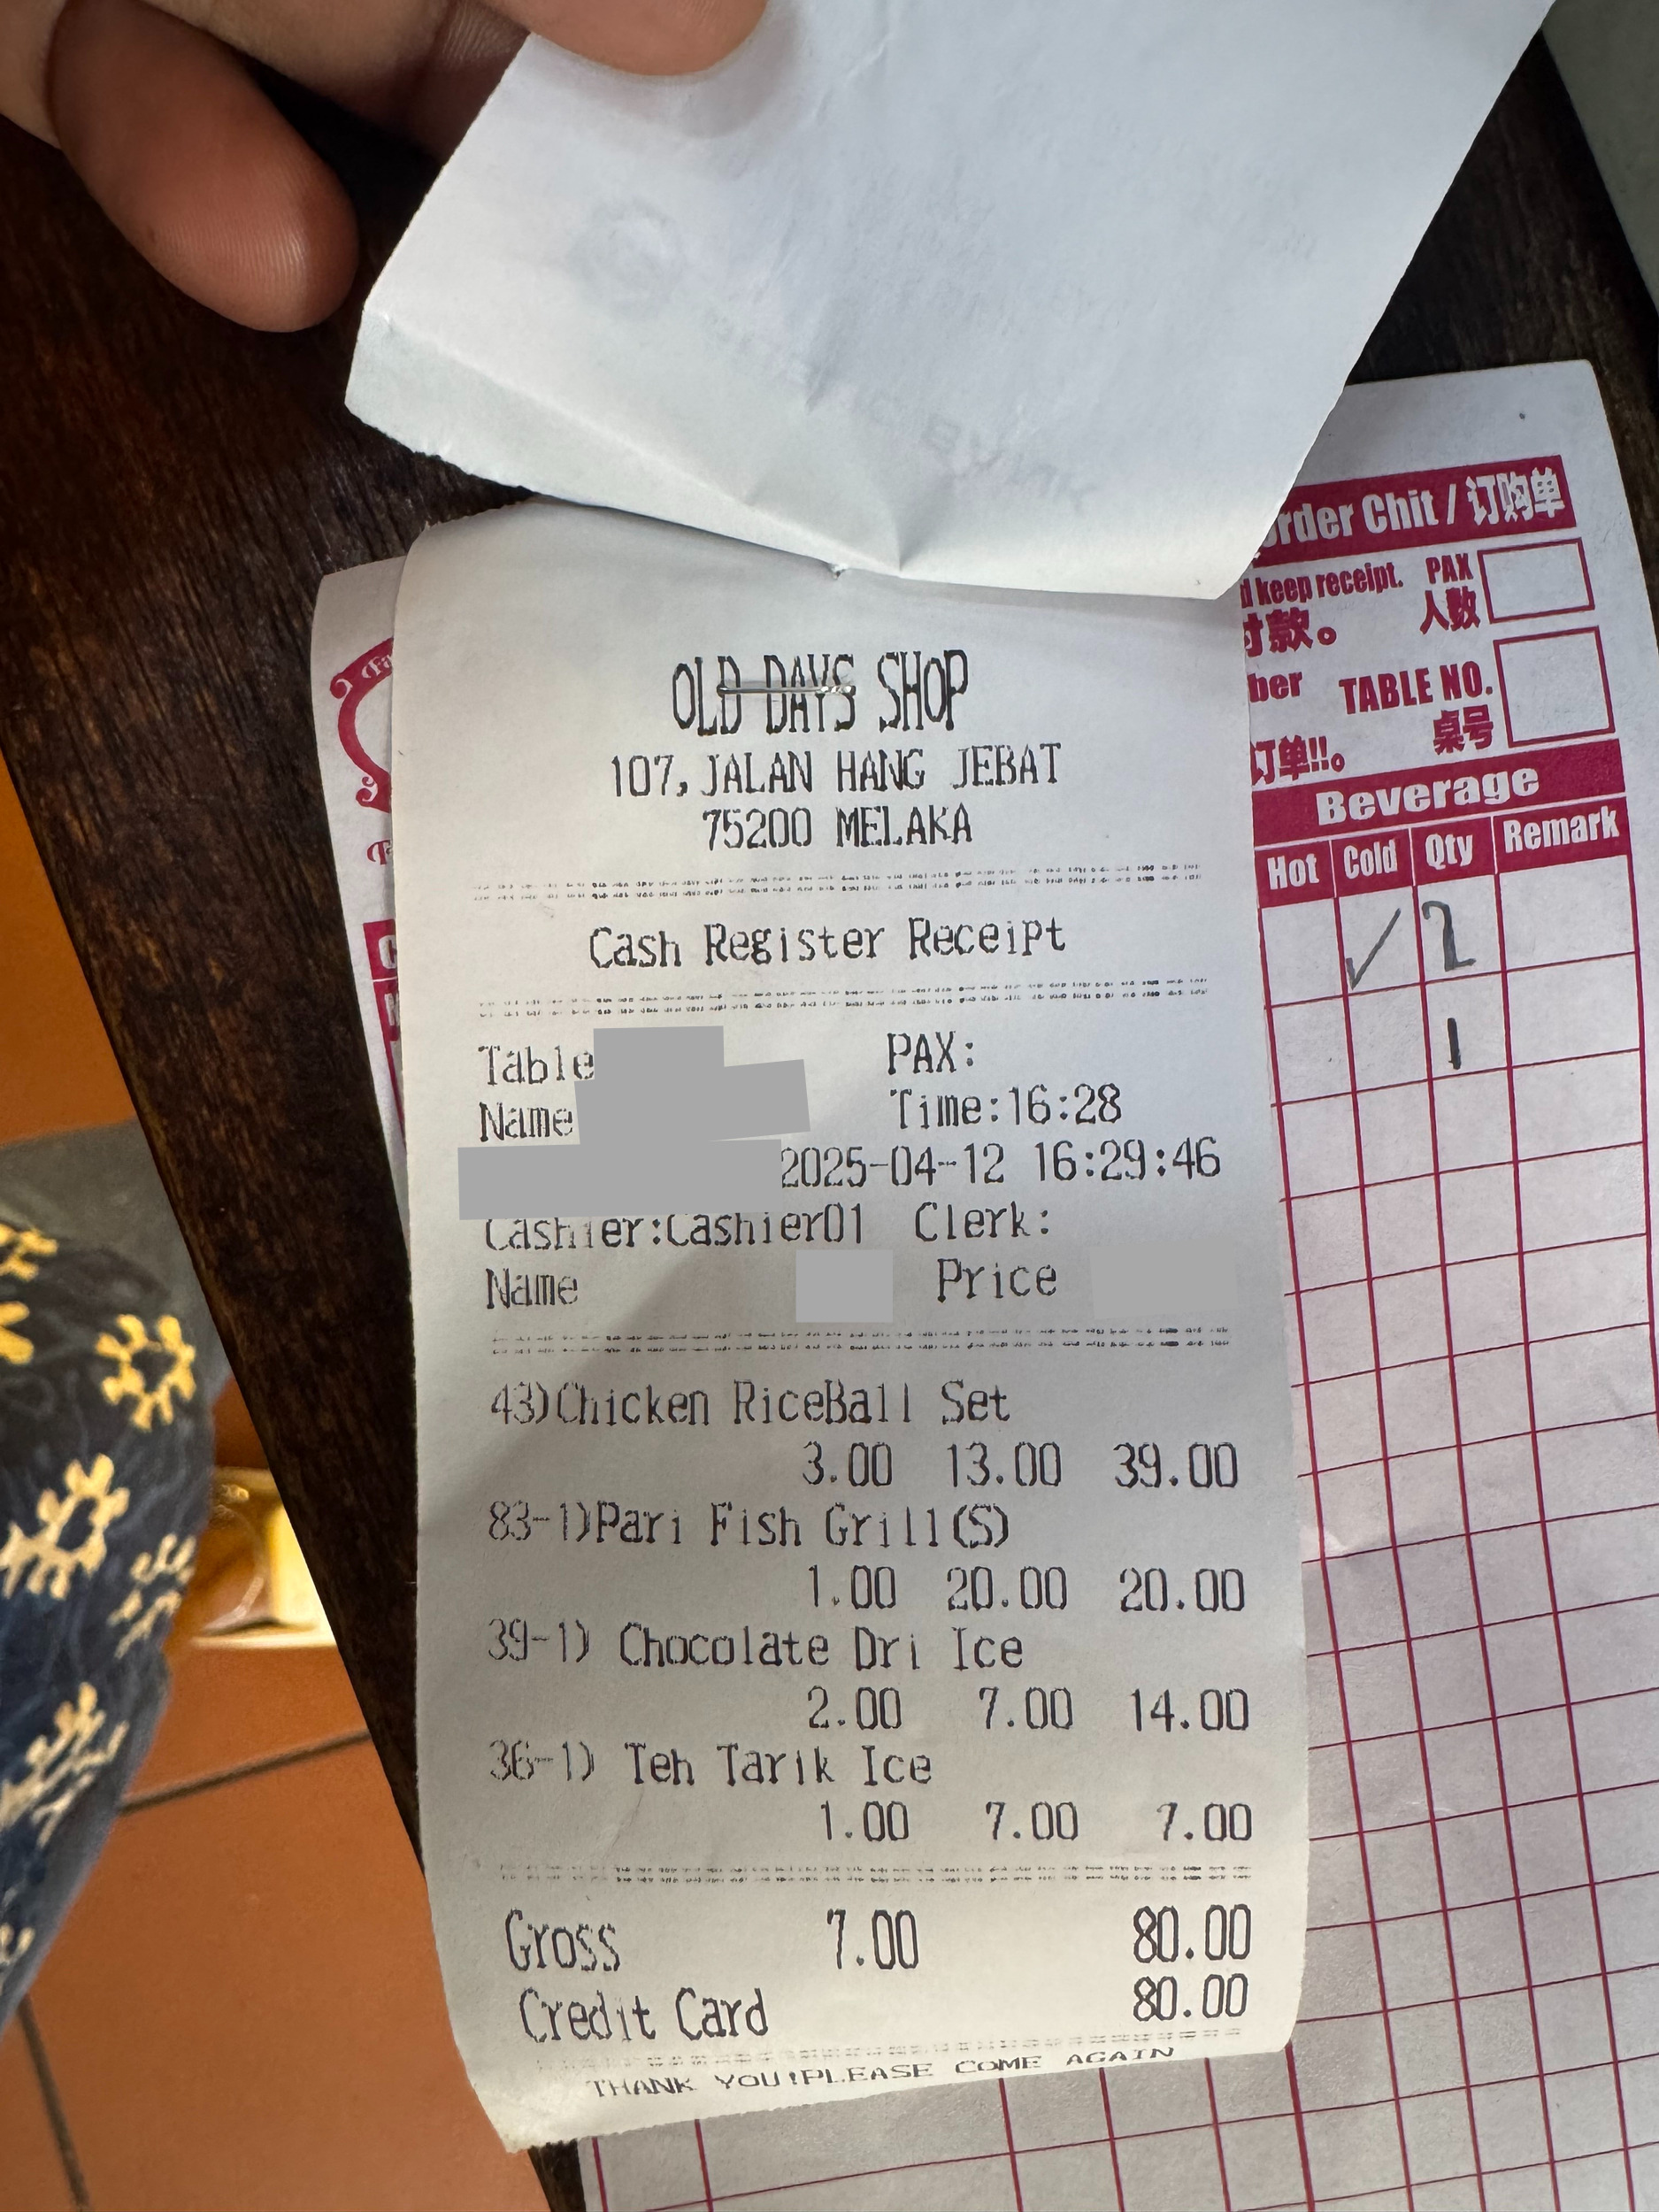 OLD DAYS SHOP
107, JALAN HANG JEBAT
75200 MELAKA
Cash Register Receipt
Table PAX:
Name Time:16:28
2025-04-12 16:29:46
Cashier:Cashier01 Clerk:
Name Price
43)Chicken RiceBall Set
3.00 13.00 39.00
83-1)Pari Fish Grill(S)
1.00 20.00 20.00
39-1) Chocolate Dri Ice
2.00 7.00 14.00
36-1) Teh Tarik Ice
1.00 7.00 7.00
Gross 7.00 80.00
Credit Card 80.00
THANK YOU!PLEASE COME AGAIN
Order Chit / 订购单
keep receipt. PAX
付款。 人数
TABLE NO.
订单!!。 桌号
Beverage
Hot Cold Qty Remark
✓ 2
1